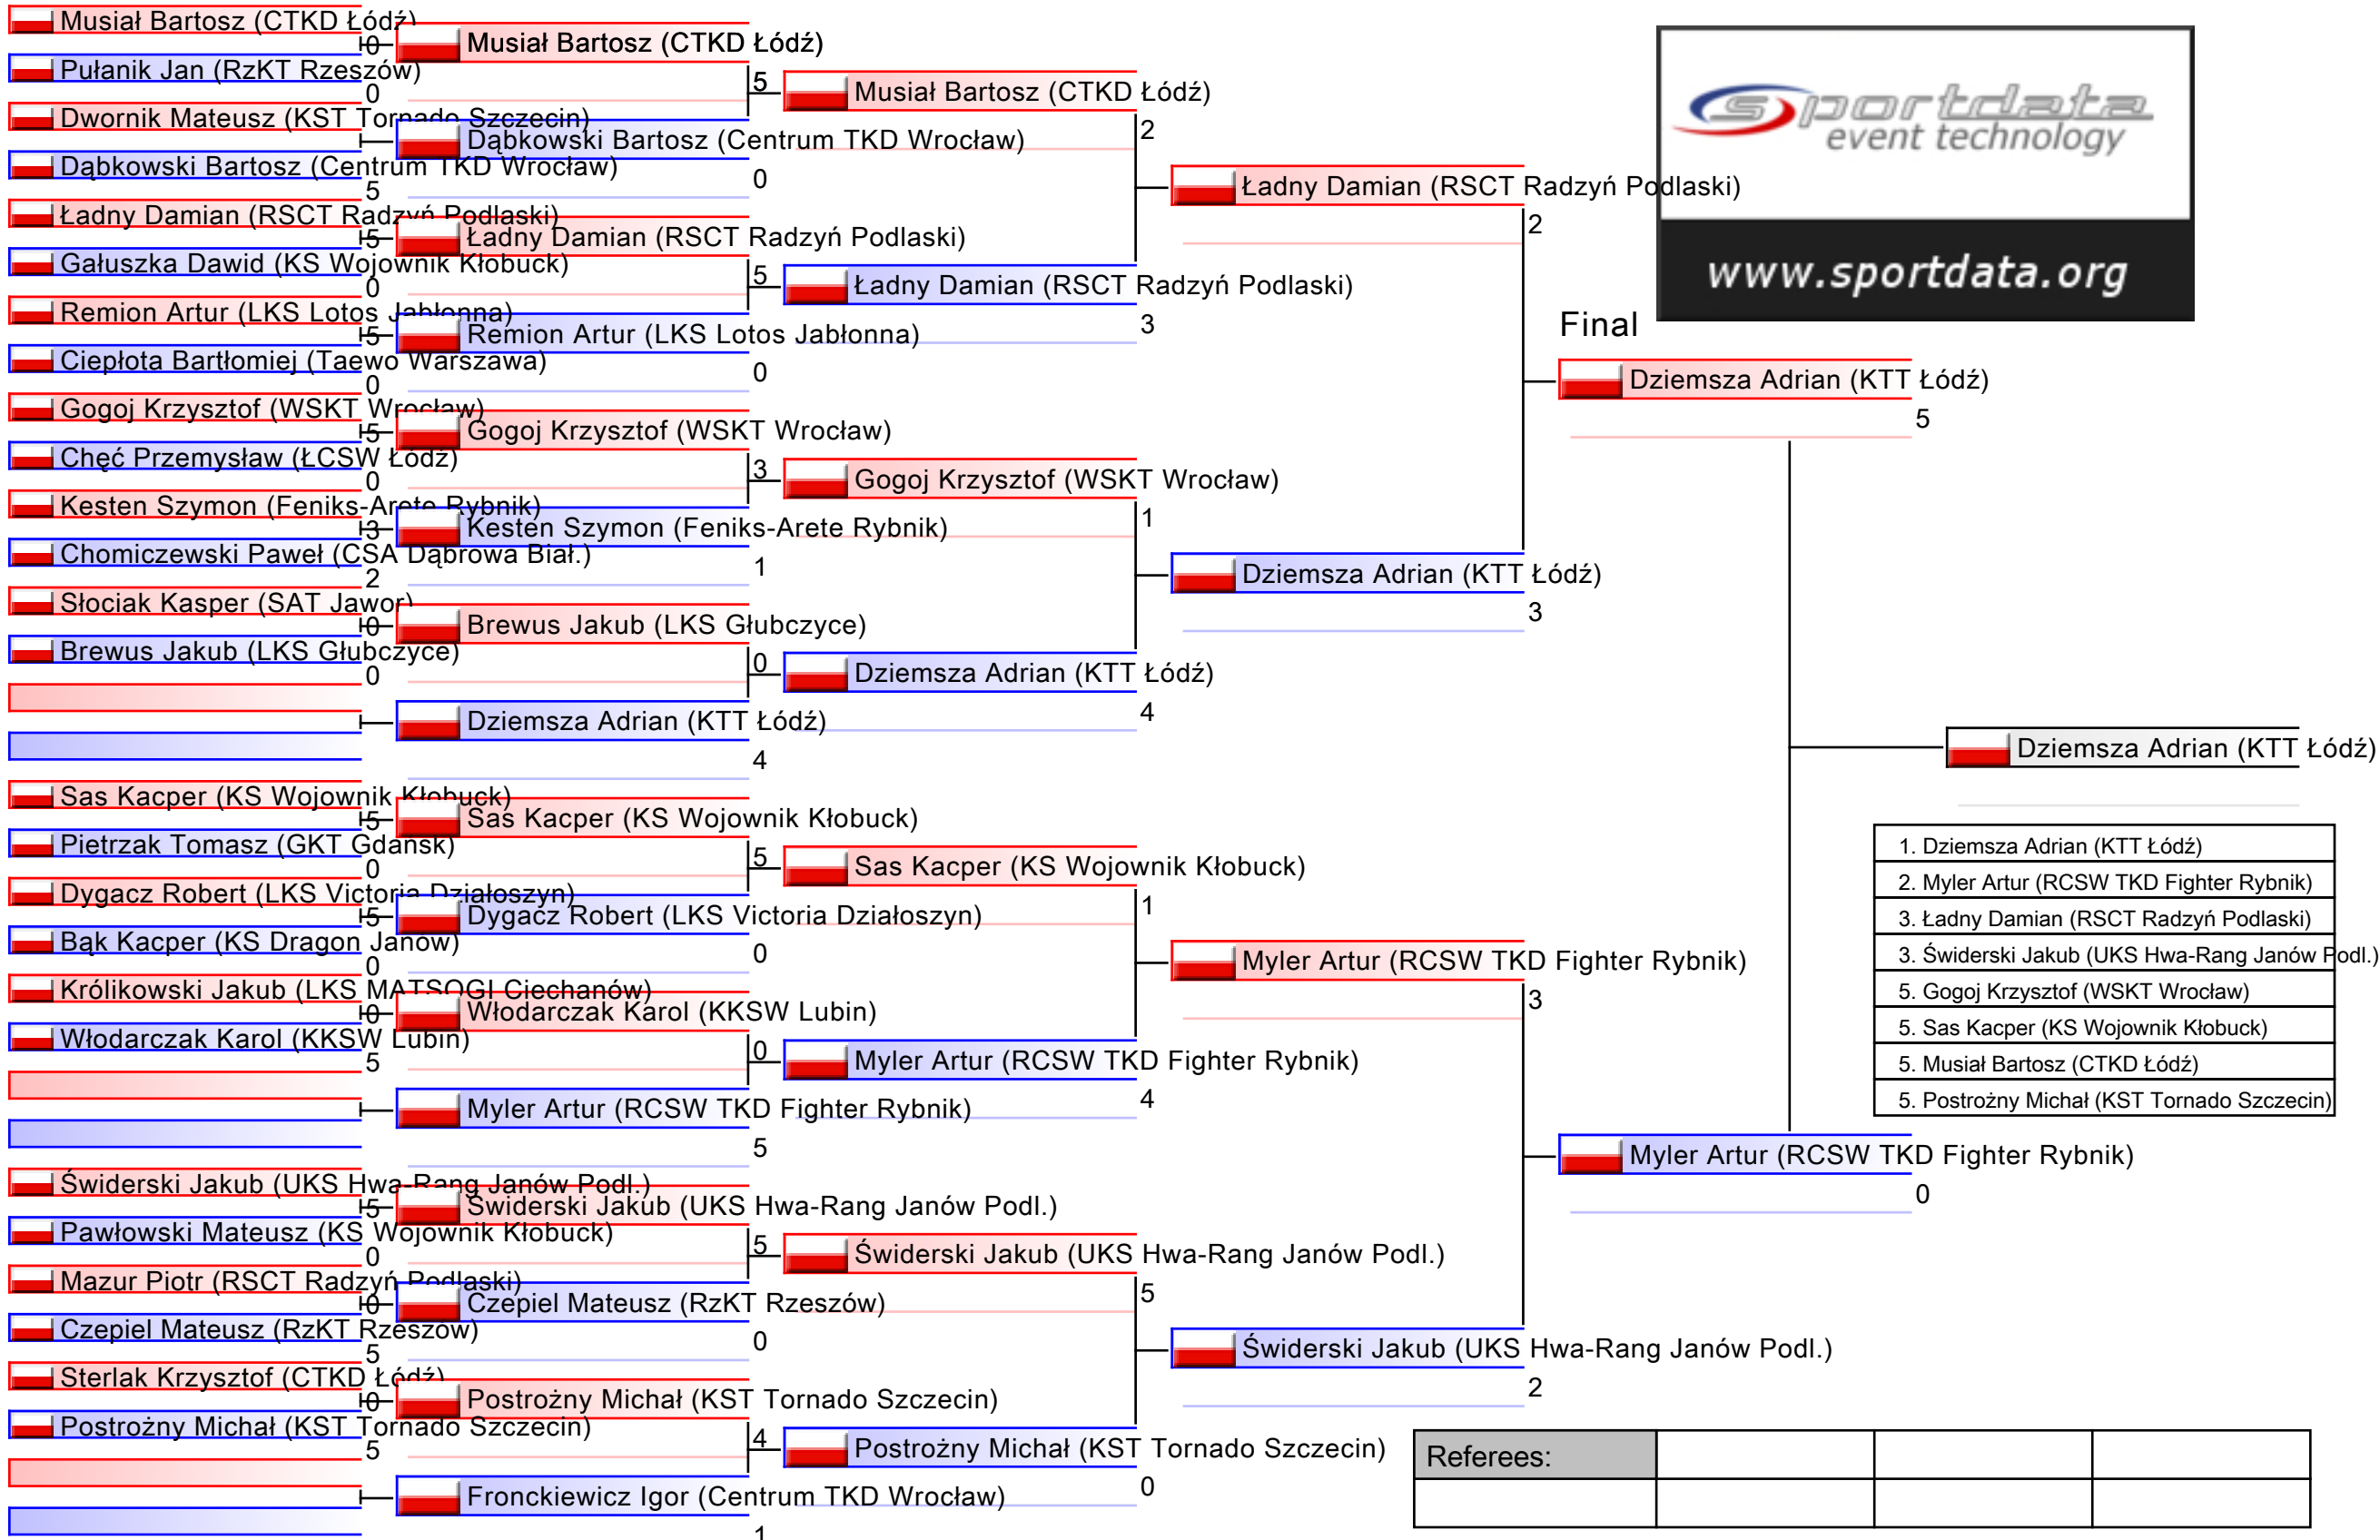 Musiał Bartosz (CTKD Łódź)
0
Pułanik Jan (RzKT Rzeszów)
0
Dwornik Mateusz (KST Tornado Szczecin)
Dąbkowski Bartosz (Centrum TKD Wrocław)
5
Ładny Damian (RSCT Radzyń Podlaski)
5
Gałuszka Dawid (KS Wojownik Kłobuck)
0
Remion Artur (LKS Lotos Jabłonna)
5
Ciepłota Bartłomiej (Taewo Warszawa)
0
Gogoj Krzysztof (WSKT Wrocław)
5
Chęć Przemysław (ŁCSW Łódź)
0
Kesten Szymon (Feniks-Arete Rybnik)
3
Chomiczewski Paweł (CSA Dąbrowa Biał.)
2
Słociak Kasper (SAT Jawor)
0
Brewus Jakub (LKS Głubczyce)
0
Sas Kacper (KS Wojownik Kłobuck)
5
Pietrzak Tomasz (GKT Gdańsk)
0
Dygacz Robert (LKS Victoria Działoszyn)
5
Bąk Kacper (KS Dragon Janów)
0
Królikowski Jakub (LKS MATSOGI Ciechanów)
0
Włodarczak Karol (KKSW Lubin)
5
Świderski Jakub (UKS Hwa-Rang Janów Podl.)
5
Pawłowski Mateusz (KS Wojownik Kłobuck)
0
Mazur Piotr (RSCT Radzyń Podlaski)
0
Czepiel Mateusz (RzKT Rzeszów)
5
Sterlak Krzysztof (CTKD Łódź)
0
Postrożny Michał (KST Tornado Szczecin)
5
Musiał Bartosz (CTKD Łódź)
5
Dąbkowski Bartosz (Centrum TKD Wrocław)
0
Ładny Damian (RSCT Radzyń Podlaski)
5
Remion Artur (LKS Lotos Jabłonna)
0
Gogoj Krzysztof (WSKT Wrocław)
3
Kesten Szymon (Feniks-Arete Rybnik)
1
Brewus Jakub (LKS Głubczyce)
0
Dziemsza Adrian (KTT Łódź)
4
Sas Kacper (KS Wojownik Kłobuck)
5
Dygacz Robert (LKS Victoria Działoszyn)
0
Włodarczak Karol (KKSW Lubin)
0
Myler Artur (RCSW TKD Fighter Rybnik)
5
Świderski Jakub (UKS Hwa-Rang Janów Podl.)
5
Czepiel Mateusz (RzKT Rzeszów)
0
Postrożny Michał (KST Tornado Szczecin)
4
Fronckiewicz Igor (Centrum TKD Wrocław)
1
Musiał Bartosz (CTKD Łódź)
2
Ładny Damian (RSCT Radzyń Podlaski)
3
Gogoj Krzysztof (WSKT Wrocław)
1
Dziemsza Adrian (KTT Łódź)
4
Sas Kacper (KS Wojownik Kłobuck)
1
Myler Artur (RCSW TKD Fighter Rybnik)
4
Świderski Jakub (UKS Hwa-Rang Janów Podl.)
5
Postrożny Michał (KST Tornado Szczecin)
0
Ładny Damian (RSCT Radzyń Podlaski)
2
Dziemsza Adrian (KTT Łódź)
3
Myler Artur (RCSW TKD Fighter Rybnik)
3
Świderski Jakub (UKS Hwa-Rang Janów Podl.)
2
sportdata
event technology
www.sportdata.org
Final
Dziemsza Adrian (KTT Łódź)
5
Myler Artur (RCSW TKD Fighter Rybnik)
0
Dziemsza Adrian (KTT Łódź)
1. Dziemsza Adrian (KTT Łódź)
2. Myler Artur (RCSW TKD Fighter Rybnik)
3. Ładny Damian (RSCT Radzyń Podlaski)
3. Świderski Jakub (UKS Hwa-Rang Janów Podl.)
5. Gogoj Krzysztof (WSKT Wrocław)
5. Sas Kacper (KS Wojownik Kłobuck)
5. Musiał Bartosz (CTKD Łódź)
5. Postrożny Michał (KST Tornado Szczecin)
Referees: